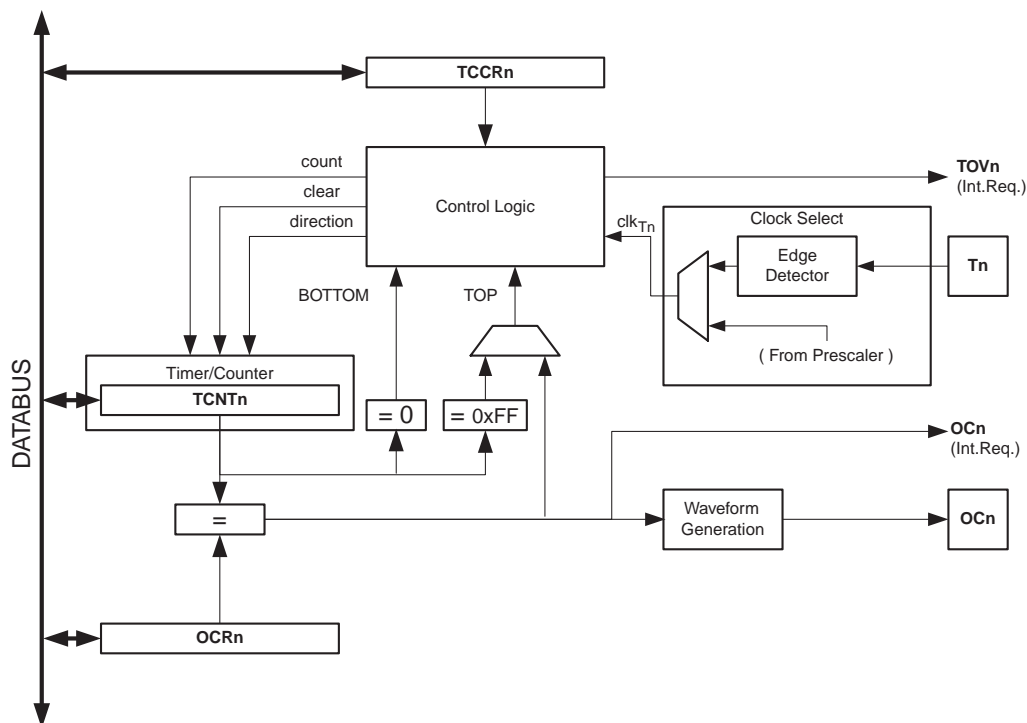 TCCRn
count
clear
direction
Control Logic
TOVn
(Int.Req.)
clkTn
Clock Select
Edge
Detector
Tn
( From Prescaler )
BOTTOM
TOP
DATABUS
Timer/Counter
TCNTn
= 0
= 0xFF
OCn
(Int.Req.)
=
Waveform
Generation
OCn
OCRn